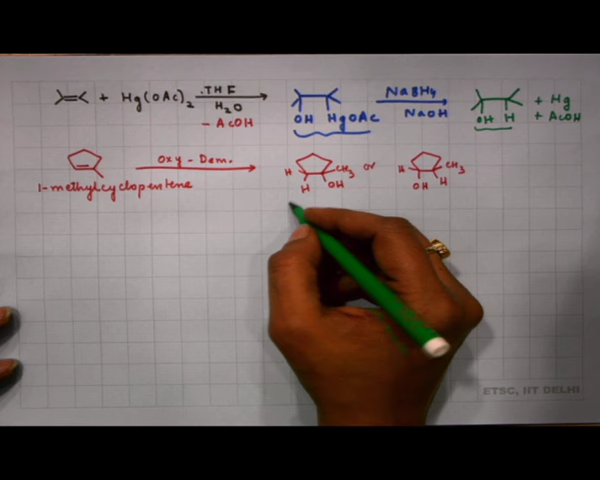 + Hg(OAc)2 THF H2O - AcOH OH HgOAc NaBH4 NaOH OH H + Hg + AcOH
Oxy-Dem. H H CH3 OH or H OH H CH3
1-methylcyclopentene
ETSC, IIT DELHI